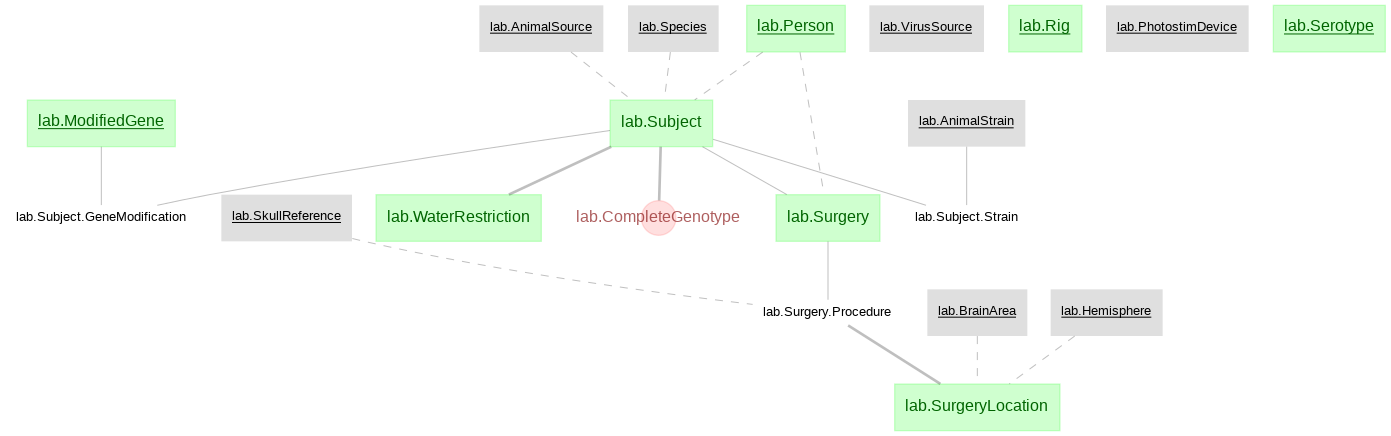 lab.AnimalSource
lab.Species
lab.Person
lab.VirusSource
lab.Rig
lab.PhotostimDevice
lab.Serotype
lab.ModifiedGene
lab.Subject
lab.AnimalStrain
lab.Subject.GeneModification
lab.SkullReference
lab.WaterRestriction
lab.CompleteGenotype
lab.Surgery
lab.Subject.Strain
lab.Surgery.Procedure
lab.BrainArea
lab.Hemisphere
lab.SurgeryLocation